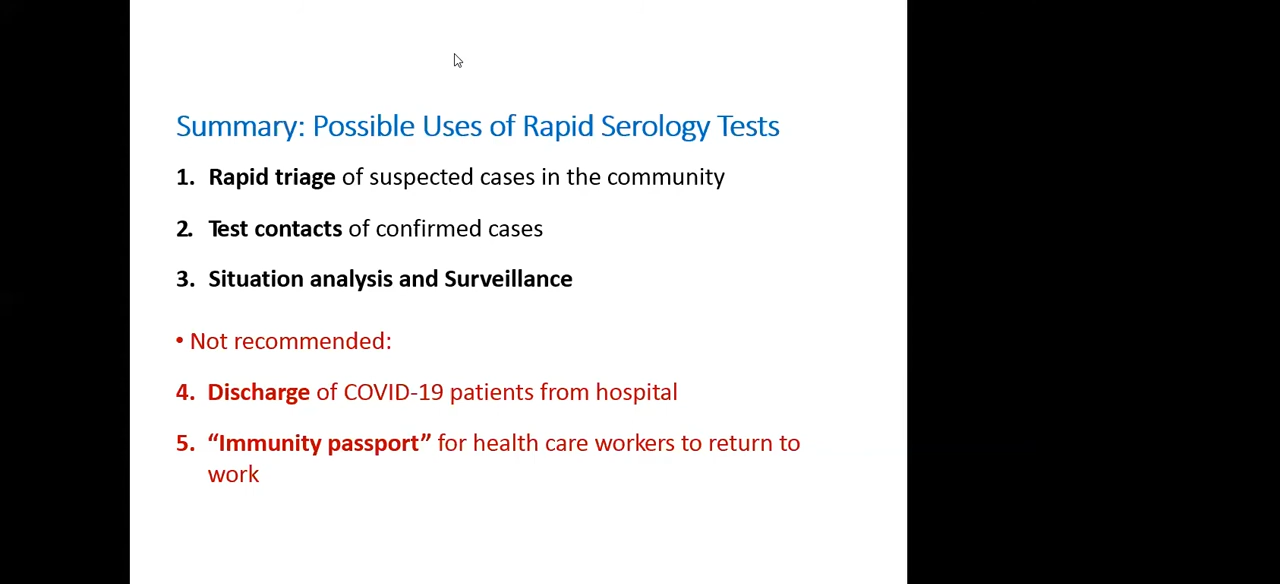 Summary: Possible Uses of Rapid Serology Tests
1. Rapid triage of suspected cases in the community
2. Test contacts of confirmed cases
3. Situation analysis and Surveillance
• Not recommended:
4. Discharge of COVID-19 patients from hospital
5. “Immunity passport” for health care workers to return to
work